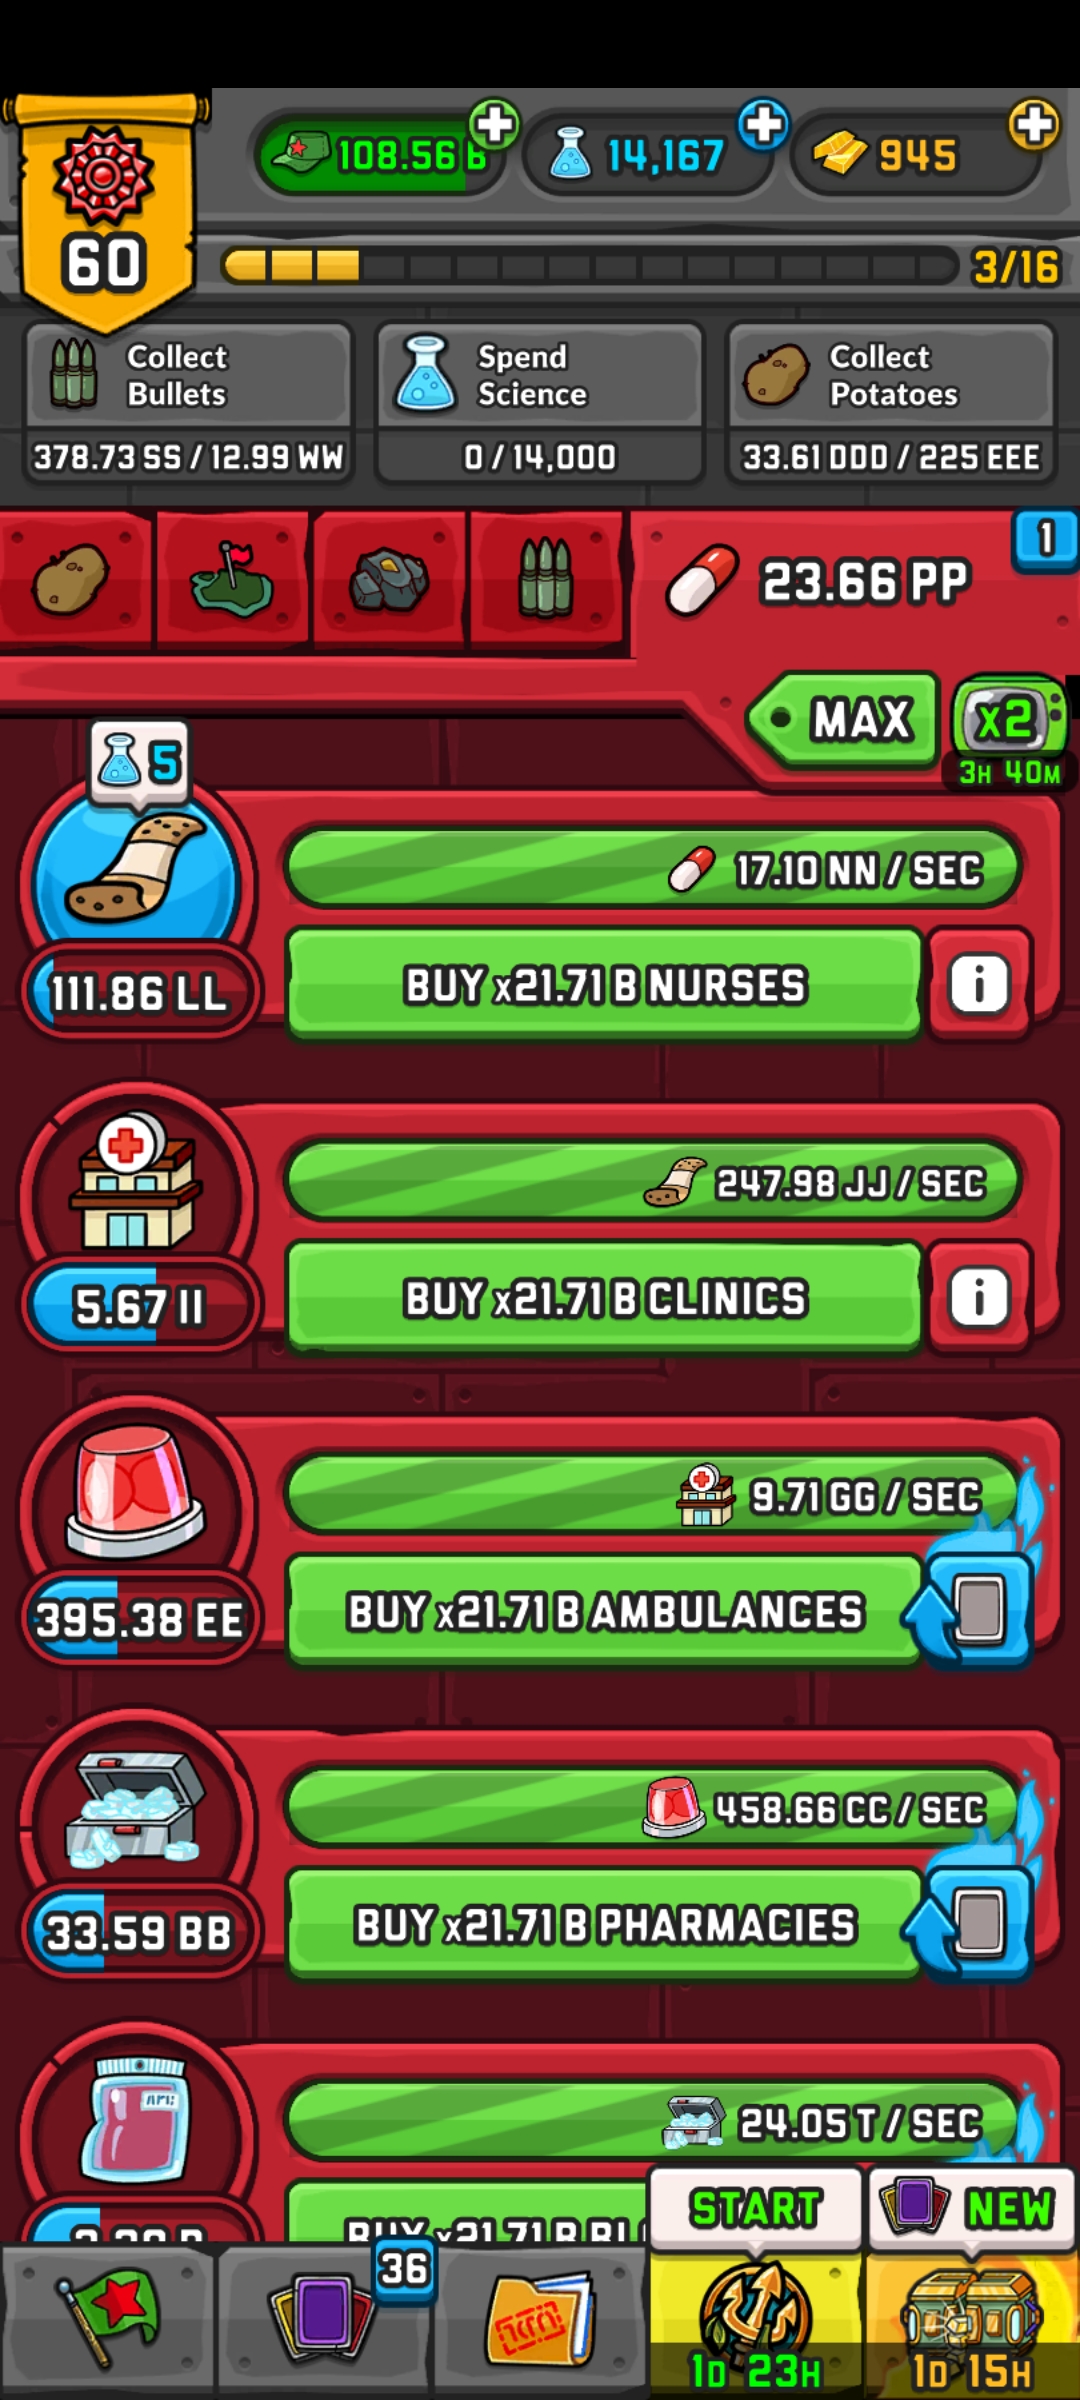 108.56 B
14,167
945
60
3/16
Collect
Bullets
378.73 SS / 12.99 WW
Spend
Science
0 / 14,000
Collect
Potatoes
33.61 DDD / 225 EEE
23.66 PP
1
MAX
x2
3H 40M
5
17.10 NN / SEC
111.86 LL
BUY x21.71 B NURSES
i
247.98 JJ / SEC
5.67 II
BUY x21.71 B CLINICS
i
9.71 GG / SEC
395.38 EE
BUY x21.71 B AMBULANCES
458.66 CC / SEC
33.59 BB
BUY x21.71 B PHARMACIES
24.05 T / SEC
BUY x21.71 B
START
NEW
36
1D 23H
1D 15H